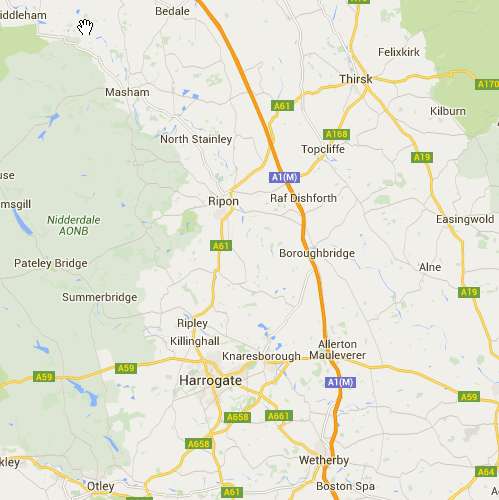 iddleham
Bedale
Felixkirk
Thirsk
A170
Masham
A61
Kilburn
North Stainley
A168
Topcliffe
A19
use
A1(M)
Ripon
Raf Dishforth
msgill
Nidderdale
AONB
Easingwold
A61
Boroughbridge
Pateley Bridge
Alne
Summerbridge
A19
Ripley
Killinghall
Allerton
Mauleverer
Knaresborough
A59
A59
Harrogate
A1(M)
A59
A658
A661
A658
Wetherby
kley
A64
Otley
A61
Boston Spa
A